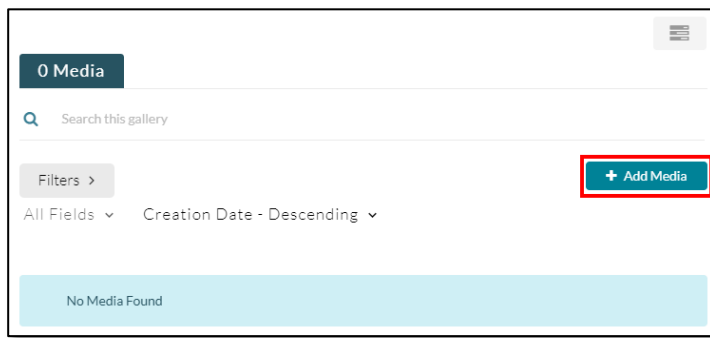 0 Media
Search this gallery
Filters >
+ Add Media
All Fields
Creation Date - Descending
No Media Found